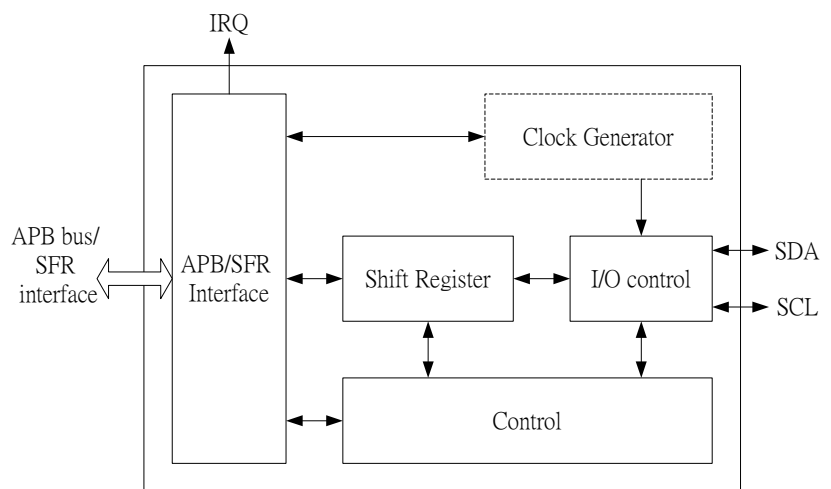 IRQ
Clock Generator
APB bus/
SFR
interface
APB/SFR
Interface
Shift Register
I/O control
SDA
SCL
Control